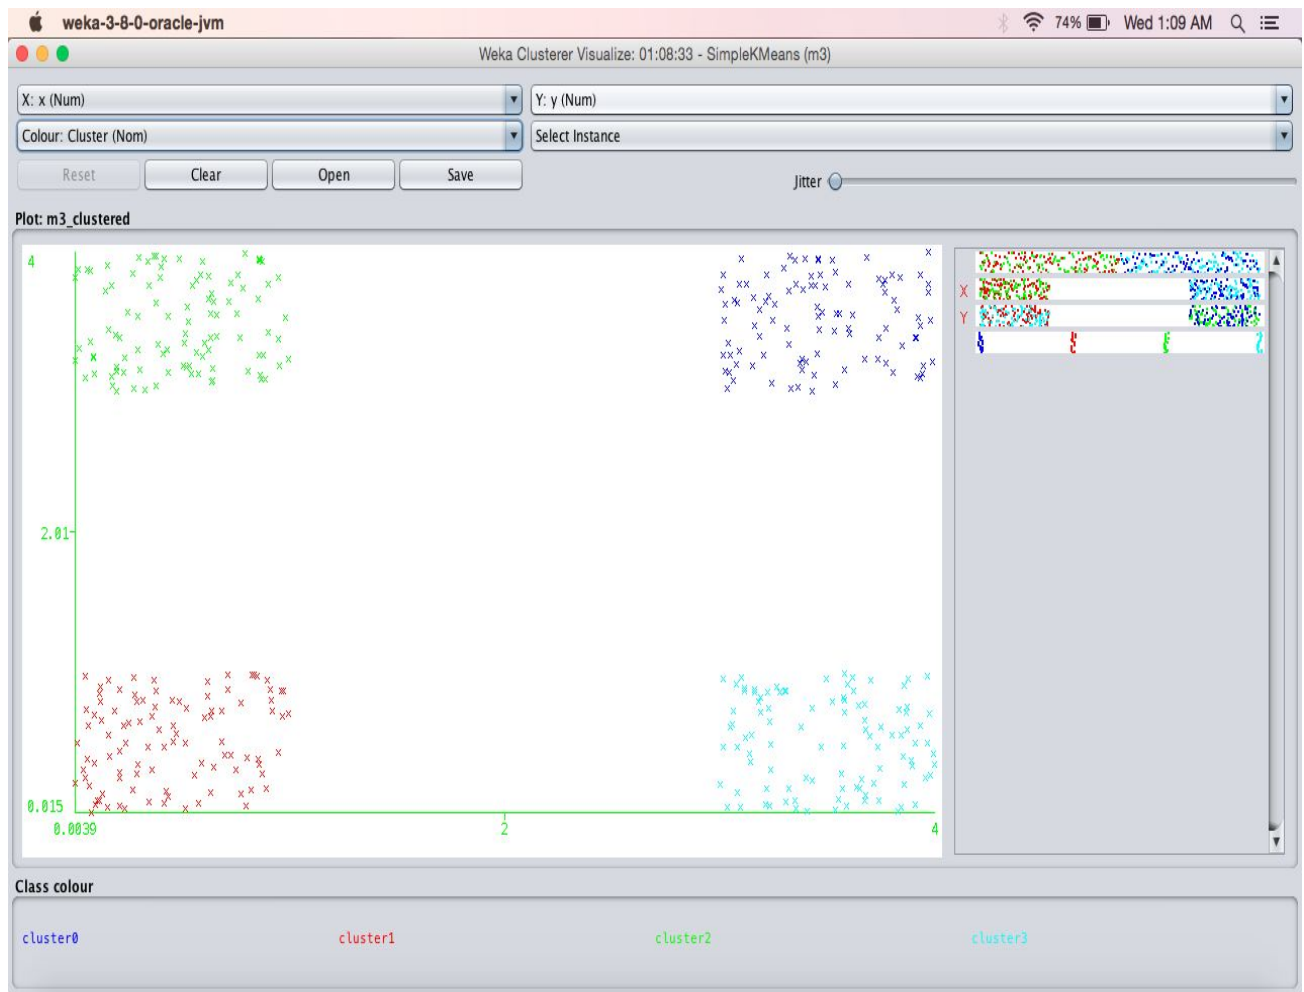 weka-3-8-0-oracle-jvm 74% Wed 1:09 AM
Weka Clusterer Visualize: 01:08:33 - SimpleKMeans (m3)
X: x (Num) Y: y (Num)
Colour: Cluster (Nom) Select Instance
Reset Clear Open Save Jitter
Plot: m3_clustered
4
X
Y
2.01
0.015
0.0039 2 4
Class colour
cluster0 cluster1 cluster2 cluster3